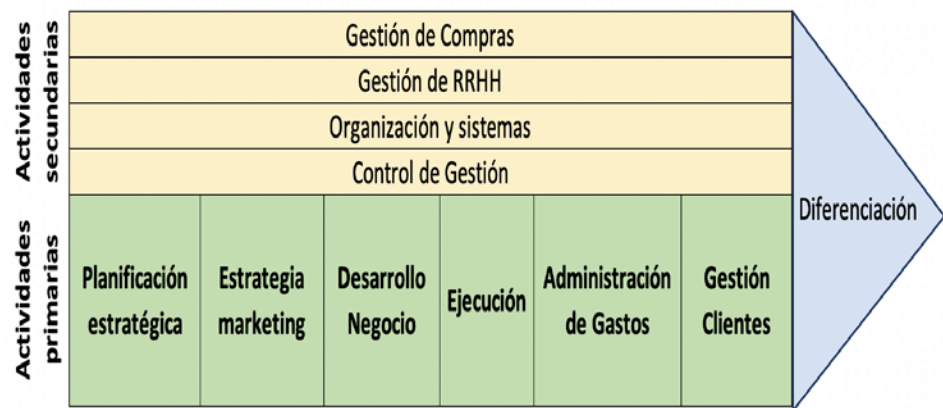 Actividades
secundarias
Gestión de Compras
Gestión de RRHH
Organización y sistemas
Control de Gestión
Actividades
primarias
Planificación
estratégica
Estrategia
marketing
Desarrollo
Negocio
Ejecución
Administración
de Gastos
Gestión
Clientes
Diferenciación